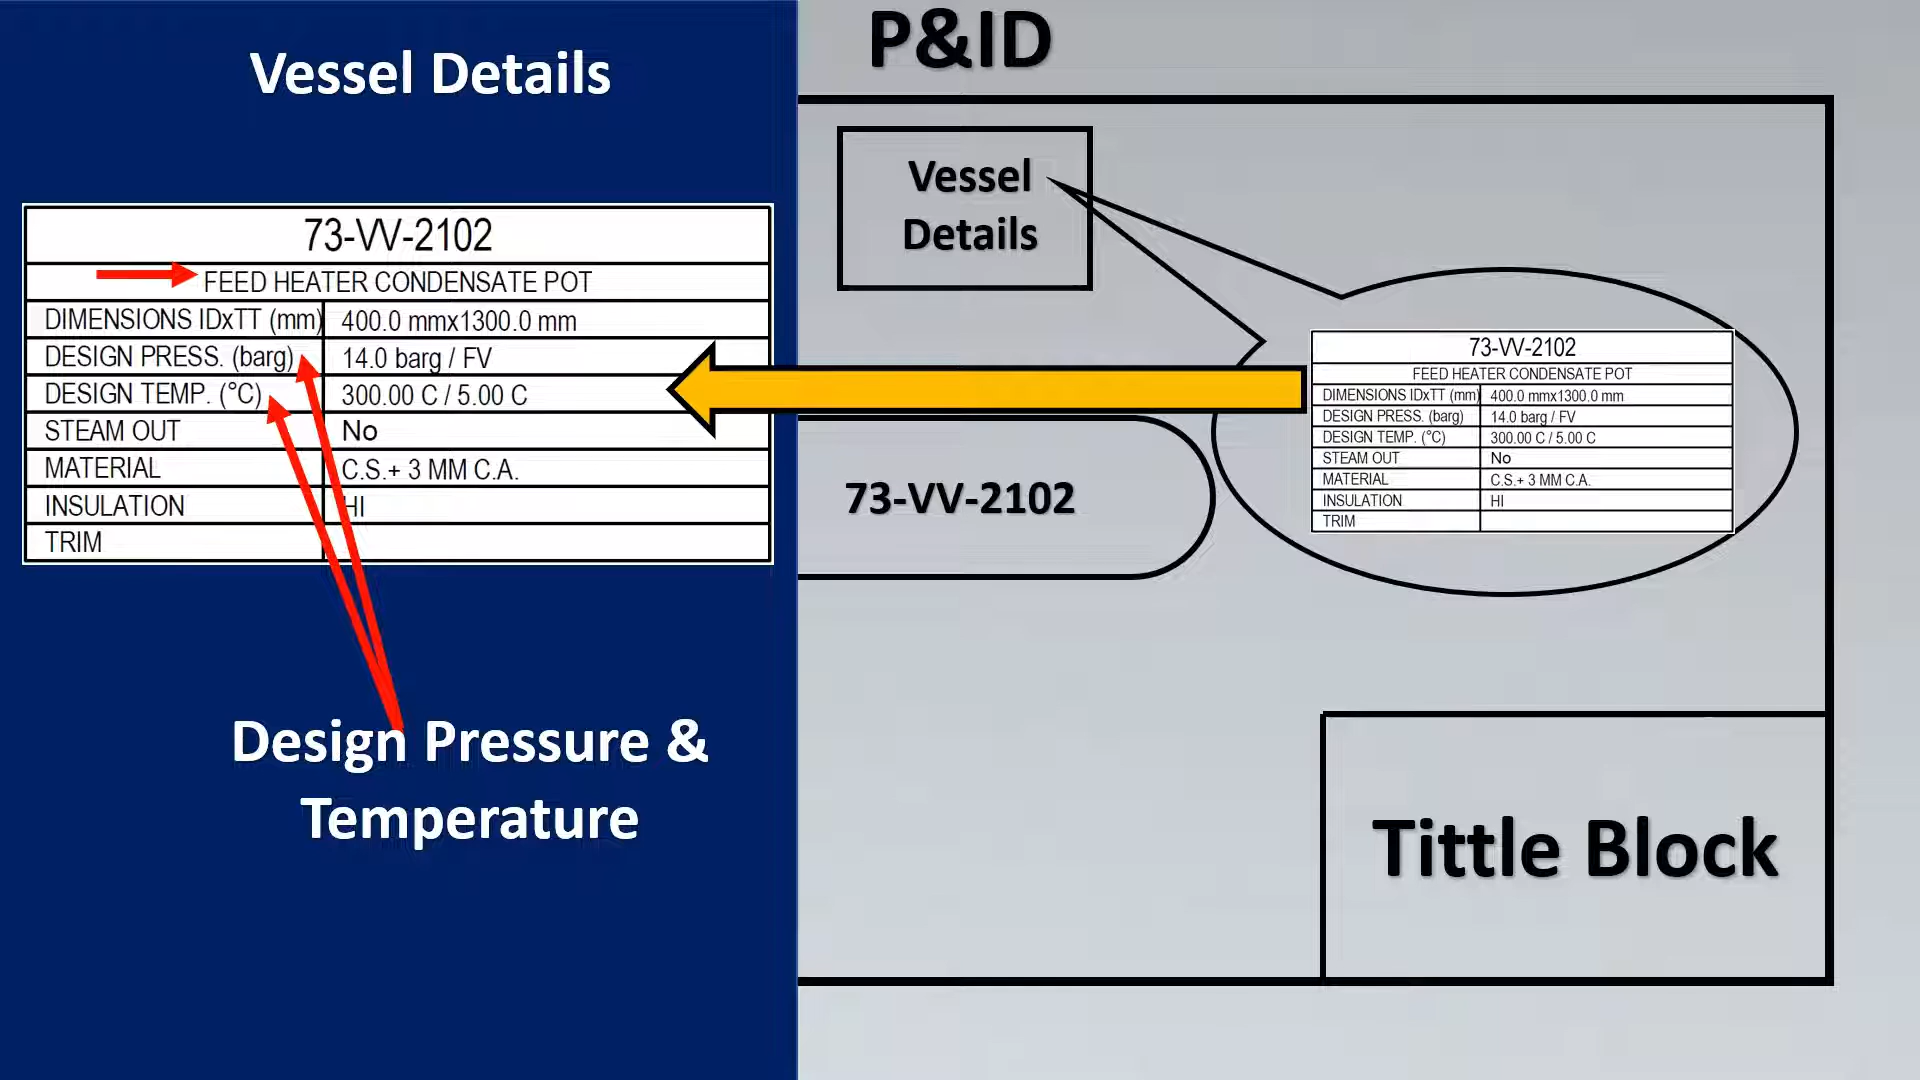 Vessel Details
73-VV-2102
FEED HEATER CONDENSATE POT
DIMENSIONS IDxTT (mm) 400.0 mmx1300.0 mm
DESIGN PRESS. (barg) 14.0 barg / FV
DESIGN TEMP. (°C) 300.00 C / 5.00 C
STEAM OUT No
MATERIAL C.S.+ 3 MM C.A.
INSULATION HI
TRIM
Design Pressure &
Temperature
P&ID
Vessel
Details
73-VV-2102
73-VV-2102
FEED HEATER CONDENSATE POT
DIMENSIONS IDxTT (mm) 400.0 mmx1300.0 mm
DESIGN PRESS. (barg) 14.0 barg / FV
DESIGN TEMP. (°C) 300.00 C / 5.00 C
STEAM OUT No
MATERIAL C.S.+ 3 MM C.A.
INSULATION HI
TRIM
Tittle Block